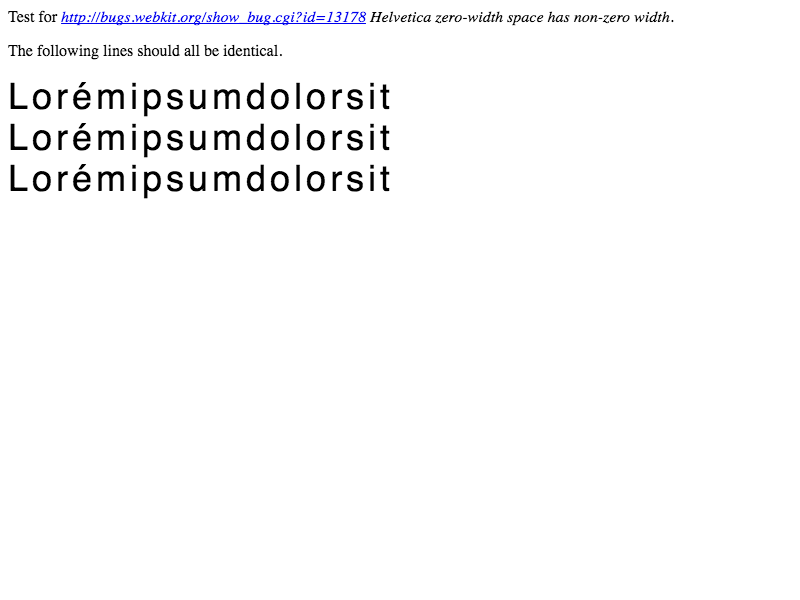 Test for http://bugs.webkit.org/show_bug.cgi?id=13178 Helvetica zero-width space has non-zero width.
The following lines should all be identical.
Lorémipsumdolorsit
Lorémipsumdolorsit
Lorémipsumdolorsit